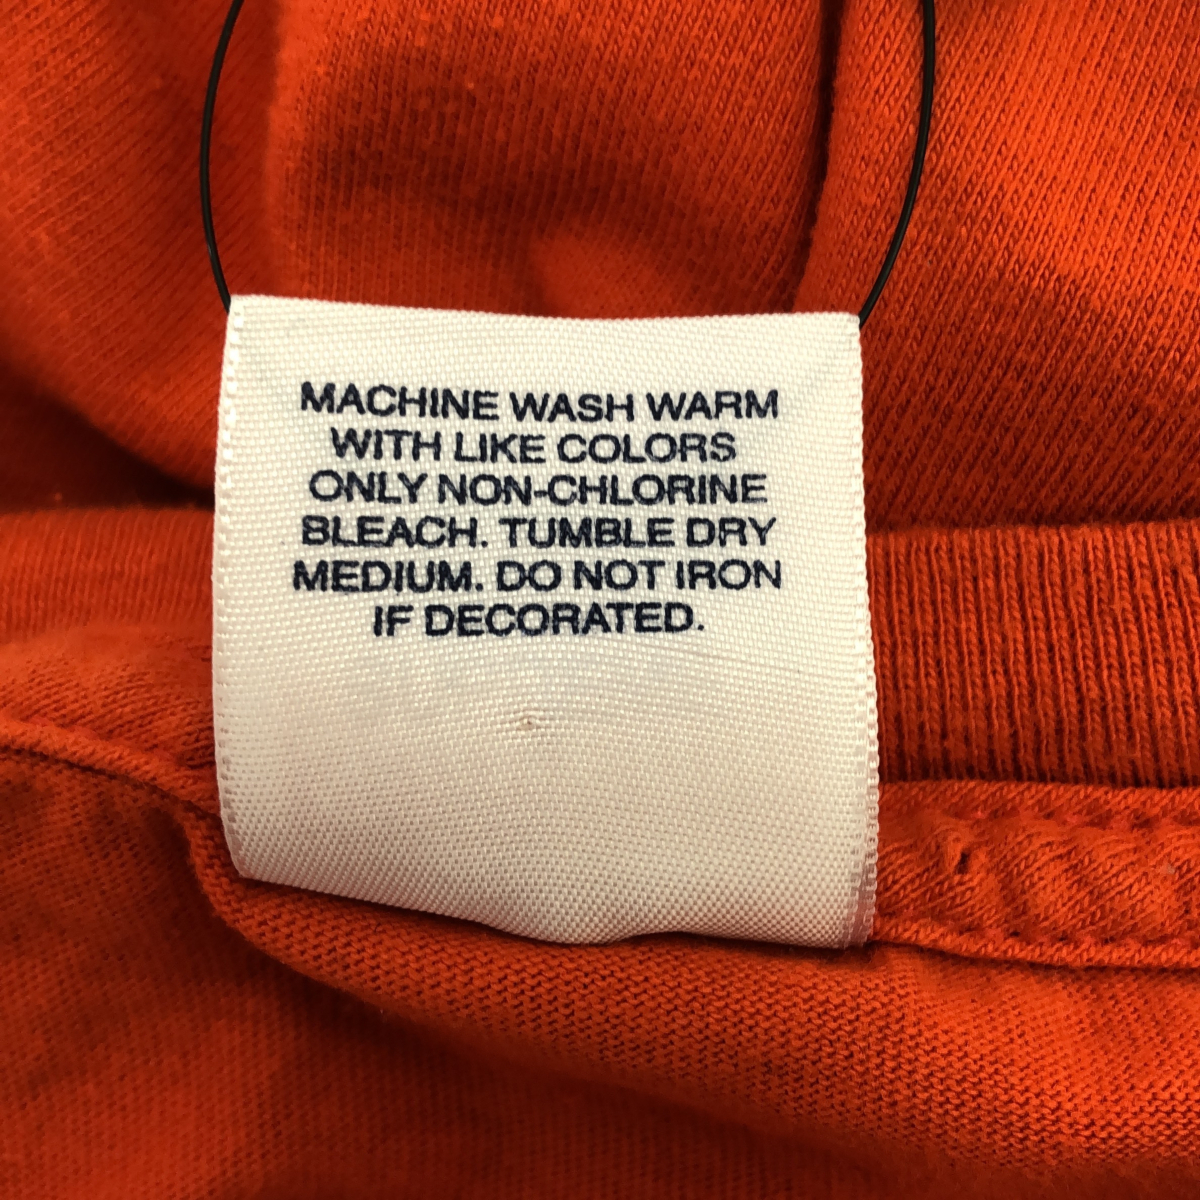 MACHINE WASH WARM
WITH LIKE COLORS
ONLY NON-CHLORINE
BLEACH. TUMBLE DRY
MEDIUM. DO NOT IRON
IF DECORATED.